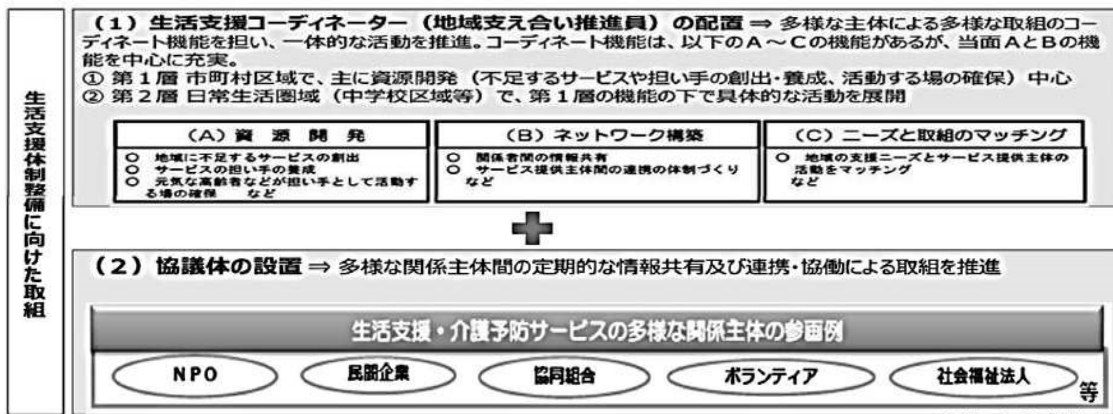 生活支援体制整備に向けた取組
（１）生活支援コーディネーター（地域支え合い推進員）の配置 ⇒ 多様な主体による多様な取組のコー
ディネート機能を担い、一体的な活動を推進。コーディネート機能は、以下のＡ～Ｃの機能があるが、当面ＡとＢの機
能を中心に充実。
① 第１層 市町村区域で、主に資源開発（不足するサービスや担い手の創出・養成、活動する場の確保）中心
② 第２層 日常生活圏域（中学校区域等）で、第１層の機能の下で具体的な活動を展開
（Ａ）資 源 開 発
○ 地域に不足するサービスの創出
○ サービスの担い手の養成
○ 元気な高齢者などが担い手として活動す
る場の確保 など
（Ｂ）ネットワーク構築
○ 関係者間の情報共有
○ サービス提供主体間の連携の体制づくり
など
（Ｃ）ニーズと取組のマッチング
○ 地域の支援ニーズとサービス提供主体の
活動をマッチング
など
（２）協議体の設置 ⇒ 多様な関係主体間の定期的な情報共有及び連携・協働による取組を推進
生活支援・介護予防サービスの多様な関係主体の参画例
ＮＰＯ
民間企業
協同組合
ボランティア
社会福祉法人
等